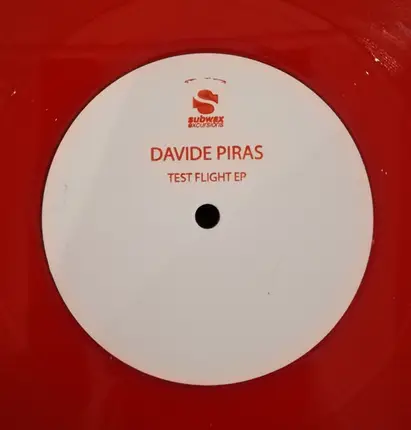 subwax
excursions
DAVIDE PIRAS
TEST FLIGHT EP